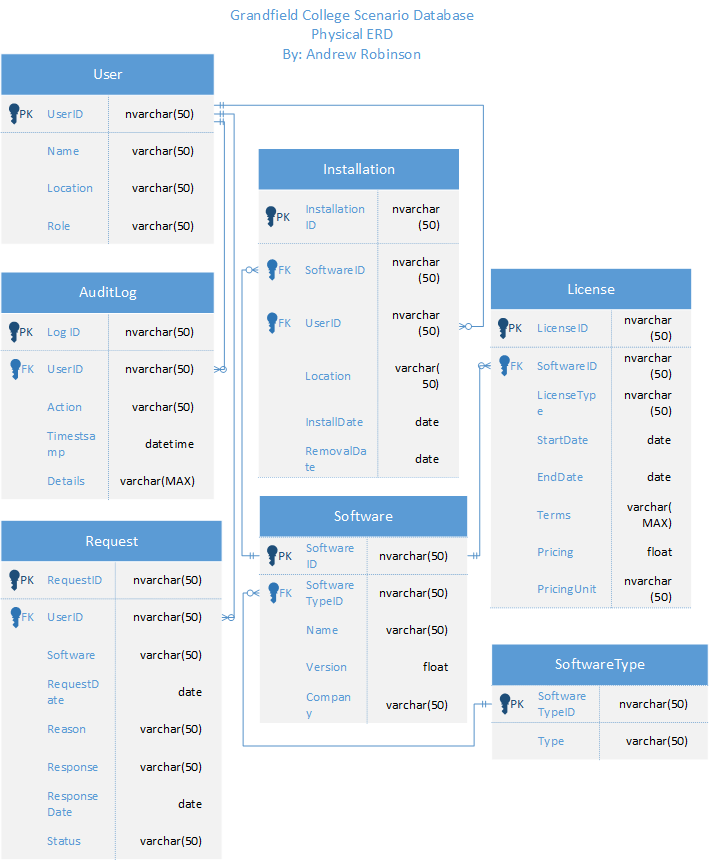 Grandfield College Scenario Database
Physical ERD
By: Andrew Robinson
User
PK UserID nvarchar(50)
Name varchar(50)
Location varchar(50)
Role varchar(50)
AuditLog
PK Log ID nvarchar(50)
FK UserID nvarchar(50)
Action varchar(50)
Timestsa
mp datetime
Details varchar(MAX)
Request
PK RequestID nvarchar(50)
FK UserID nvarchar(50)
Software varchar(50)
RequestD
ate date
Reason varchar(50)
Response varchar(50)
Response
Date date
Status varchar(50)
Installation
PK Installation nvarchar
ID (50)
FK SoftwareID nvarchar
(50)
FK UserID nvarchar
(50)
Location varchar(
50)
InstallDate date
RemovalDa
te date
Software
PK Software
ID nvarchar(50)
FK Software
TypeID nvarchar(50)
Name varchar(50)
Version float
Compan
y varchar(50)
License
PK LicenseID nvarchar
(50)
FK SoftwareID nvarchar
(50)
LicenseTyp nvarchar
e (50)
StartDate date
EndDate date
Terms varchar(
MAX)
Pricing float
PricingUnit nvarchar
(50)
SoftwareType
PK Software
TypeID nvarchar(50)
Type varchar(50)